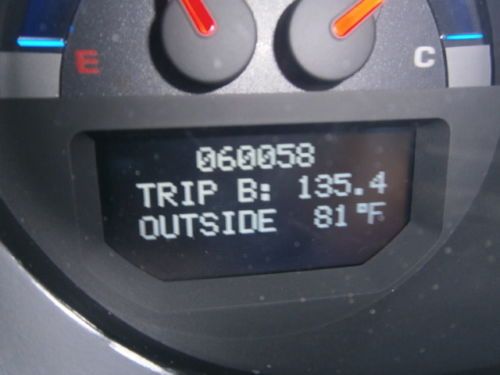 E C
060058
TRIP B: 135.4
OUTSIDE 81°F